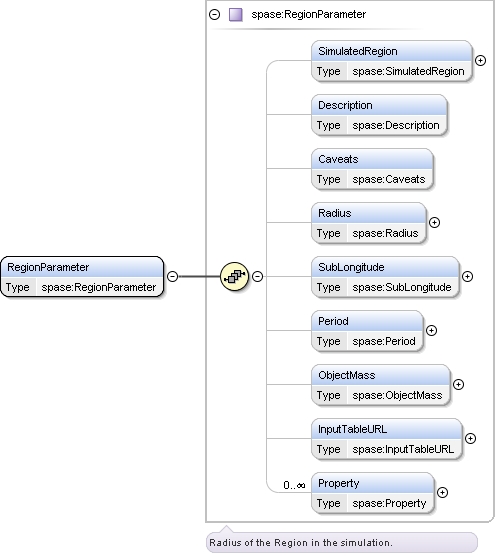 spase:RegionParameter
SimulatedRegion
Type spase:SimulatedRegion
Description
Type spase:Description
Caveats
Type spase:Caveats
Radius
Type spase:Radius
RegionParameter
Type spase:RegionParameter
SubLongitude
Type spase:SubLongitude
Period
Type spase:Period
ObjectMass
Type spase:ObjectMass
InputTableURL
Type spase:InputTableURL
0..∞
Property
Type spase:Property
Radius of the Region in the simulation.